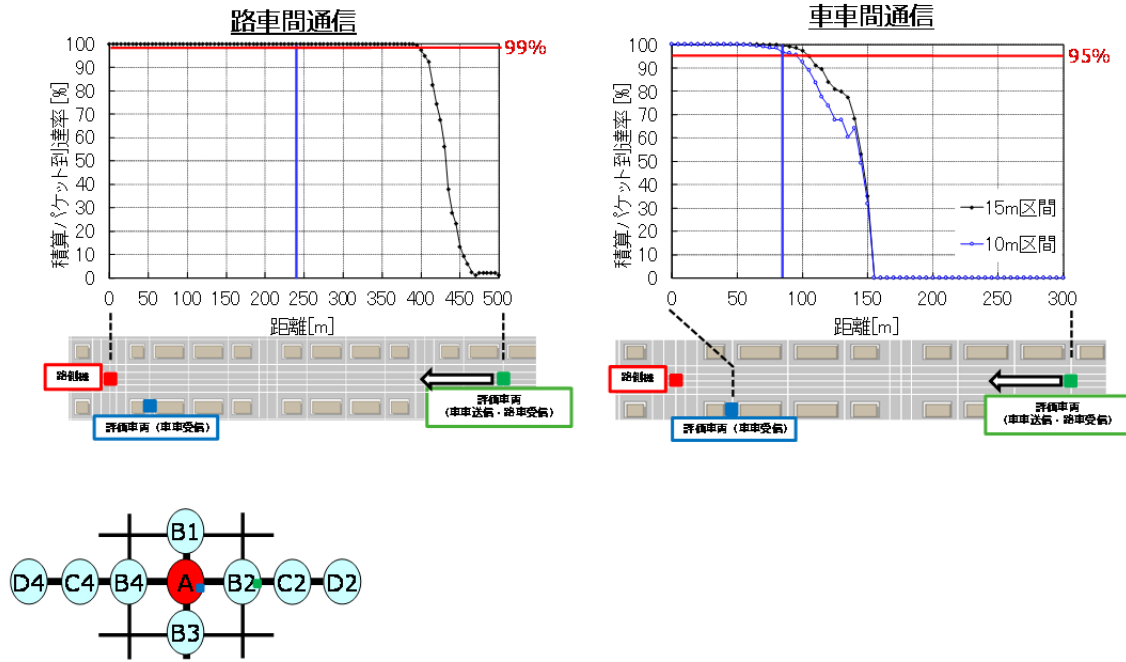 路車間通信
100
90
80
70
60
50
40
30
20
10
0
積算パケット到達率[%]
99%
0 50 100 150 200 250 300 350 400 450 500
距離[m]
路側機
評価車両(車車受信)
評価車両
(車車送信・路車受信)
車車間通信
100
90
80
70
60
50
40
30
20
10
0
積算パケット到達率[%]
95%
15m区間
10m区間
0 50 100 150 200 250 300
距離[m]
路側機
評価車両(車車受信)
評価車両
(車車送信・路車受信)
B1
D4 C4 B4 A B2 C2 D2
B3